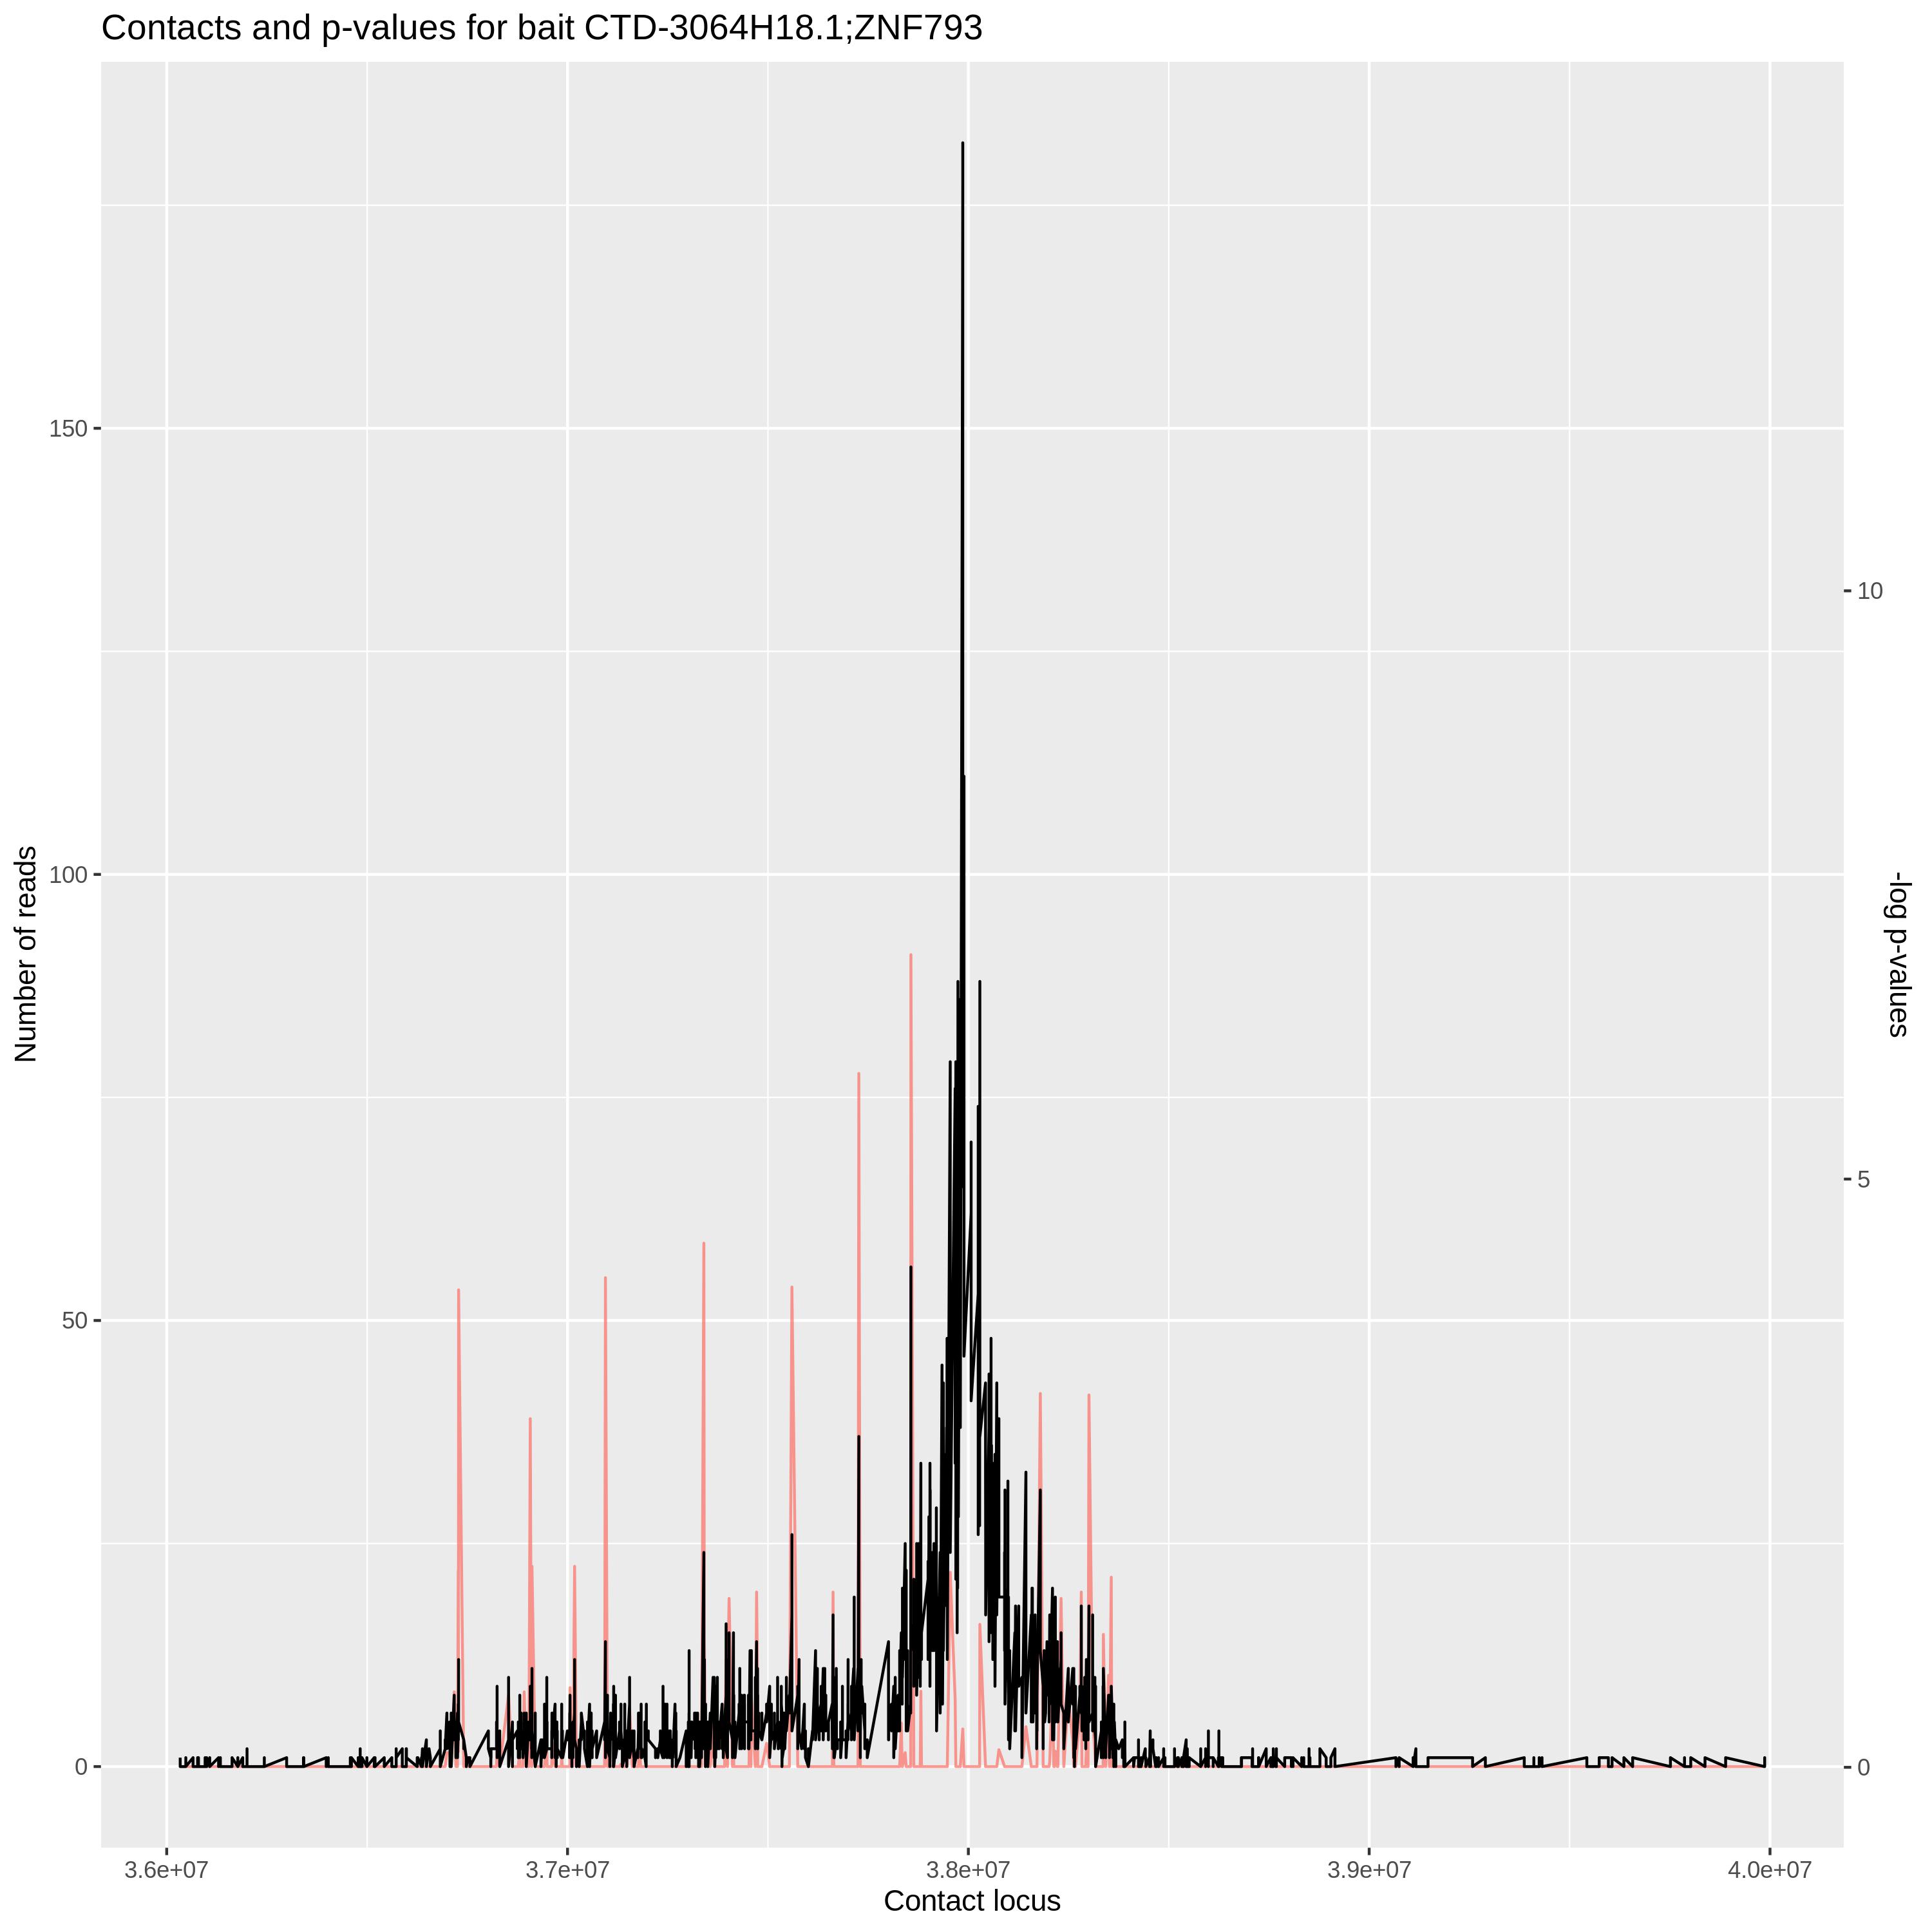 Contacts and p-values for bait CTD-3064H18.1;ZNF793
150
100
50
0
10
5
0
Number of reads
-log p-values
3.6e+07 3.7e+07 3.8e+07 3.9e+07 4.0e+07
Contact locus